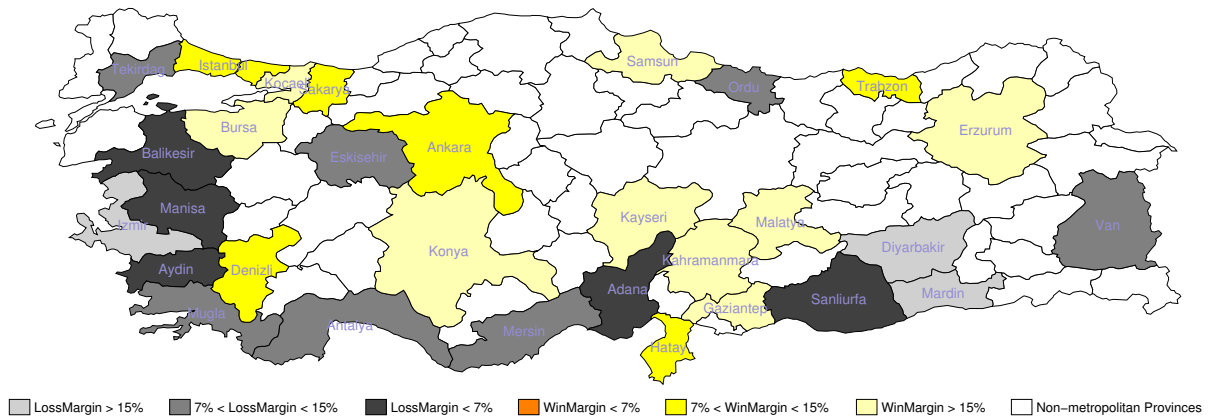 Samsun
Istanbul
Tekirdag
Kocaeli
Sakarya
Ordu
Trabzon
Bursa
Erzurum
Ankara
Balikesir
Eskisehir
Manisa
Kayseri
Malatya
Izmir
Van
Diyarbakir
Konya
Kahramanmara
Aydin
Denizli
Adana
Sanliurfa
Mardin
Gaziantep
Mugla
Antalya
Mersin
Hatay
LossMargin > 15%
7% < LossMargin < 15%
LossMargin < 7%
WinMargin < 7%
7% < WinMargin < 15%
WinMargin > 15%
Non−metropolitan Provinces